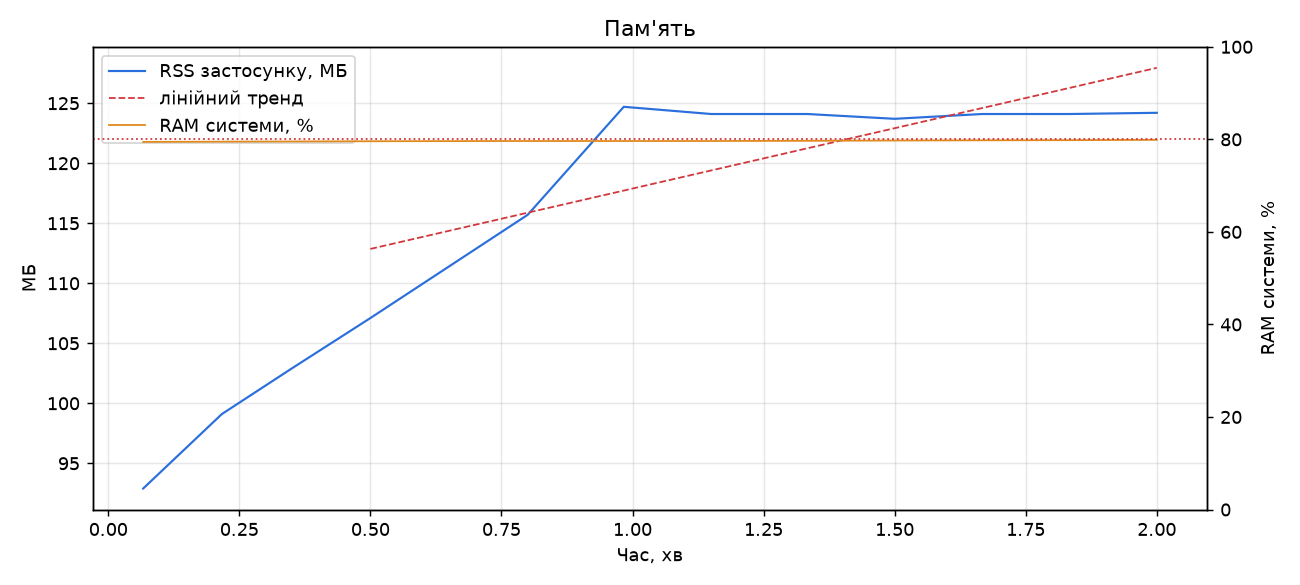 Пам'ять
RSS застосунку, МБ
лінійний тренд
RAM системи, %
125
120
115
110
105
100
95
МБ
100
80
60
40
20
0
RAM системи, %
0.00 0.25 0.50 0.75 1.00 1.25 1.50 1.75 2.00
Час, хв